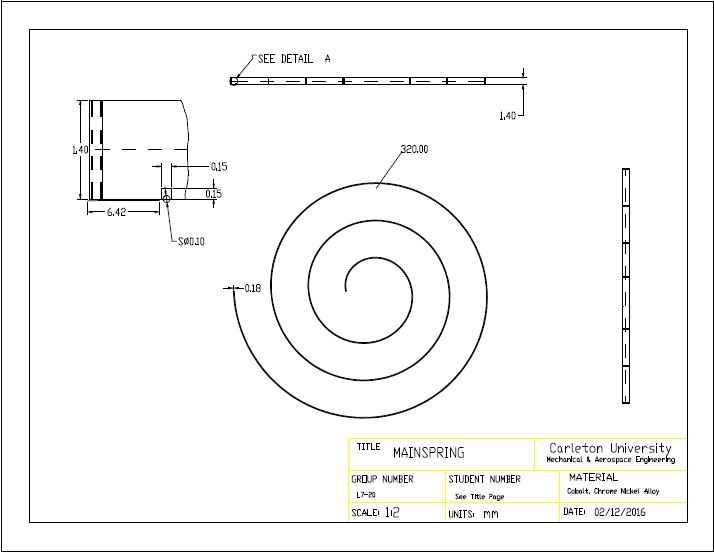 SEE DETAIL A
1.40
1.40
0.15
0.15
6.42
SØ0.10
320.00
0.18
TITLE MAINSPRING
Carleton University
Mechanical & Aerospace Engineering
GROUP NUMBER
L7-20
STUDENT NUMBER
See Title Page
MATERIAL
Cobalt, Chrome Nickel Alloy
SCALE: 1:2
UNITS: mm
DATE: 02/12/2016